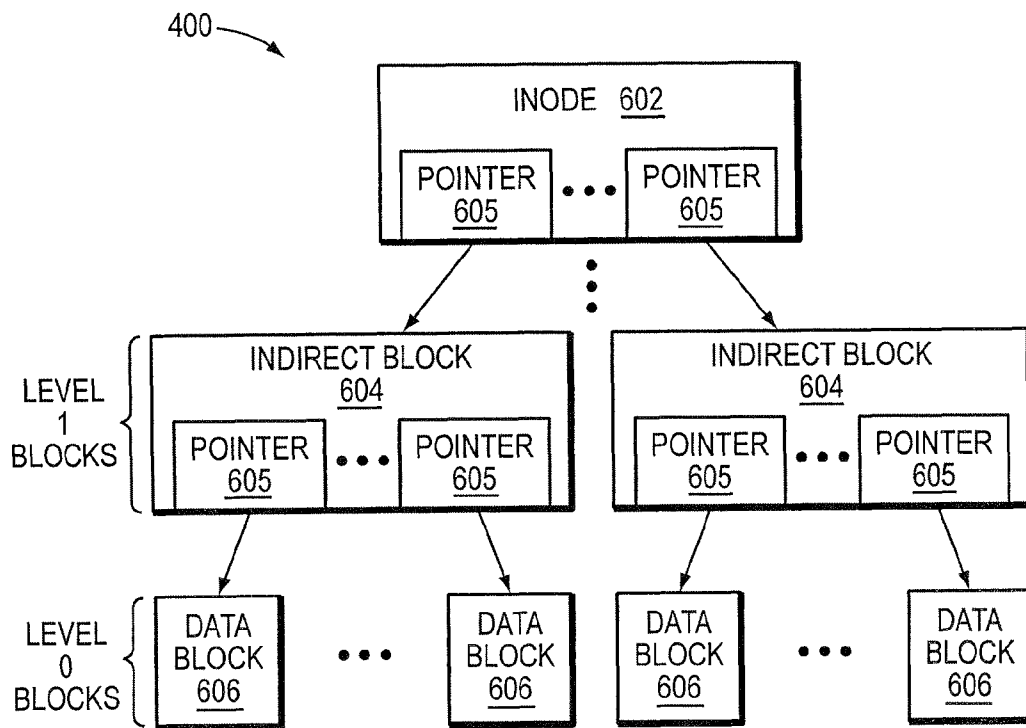 400
INODE 602
POINTER POINTER
605 605
LEVEL
1
BLOCKS
INDIRECT BLOCK
604
POINTER POINTER
605 605
INDIRECT BLOCK
604
POINTER POINTER
605 605
LEVEL
0
BLOCKS
DATA
BLOCK
606
DATA
BLOCK
606
DATA
BLOCK
606
DATA
BLOCK
606